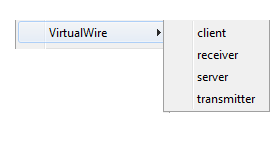 VirtualWire
client
receiver
server
transmitter